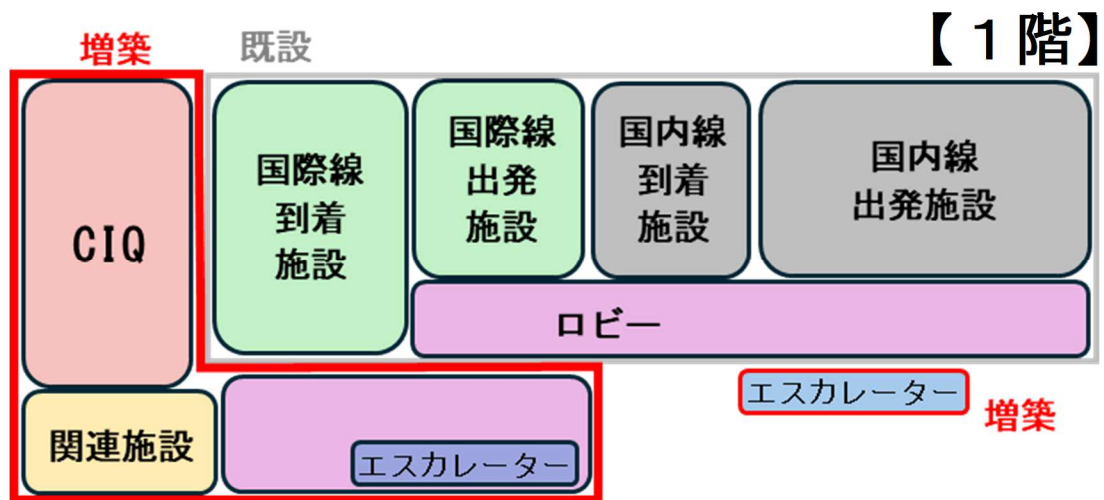 【１階】
増築
既設
CIQ
国際線
到着
施設
国際線
出発
施設
国内線
到着
施設
国内線
出発施設
ロビー
関連施設
エスカレーター
エスカレーター
増築